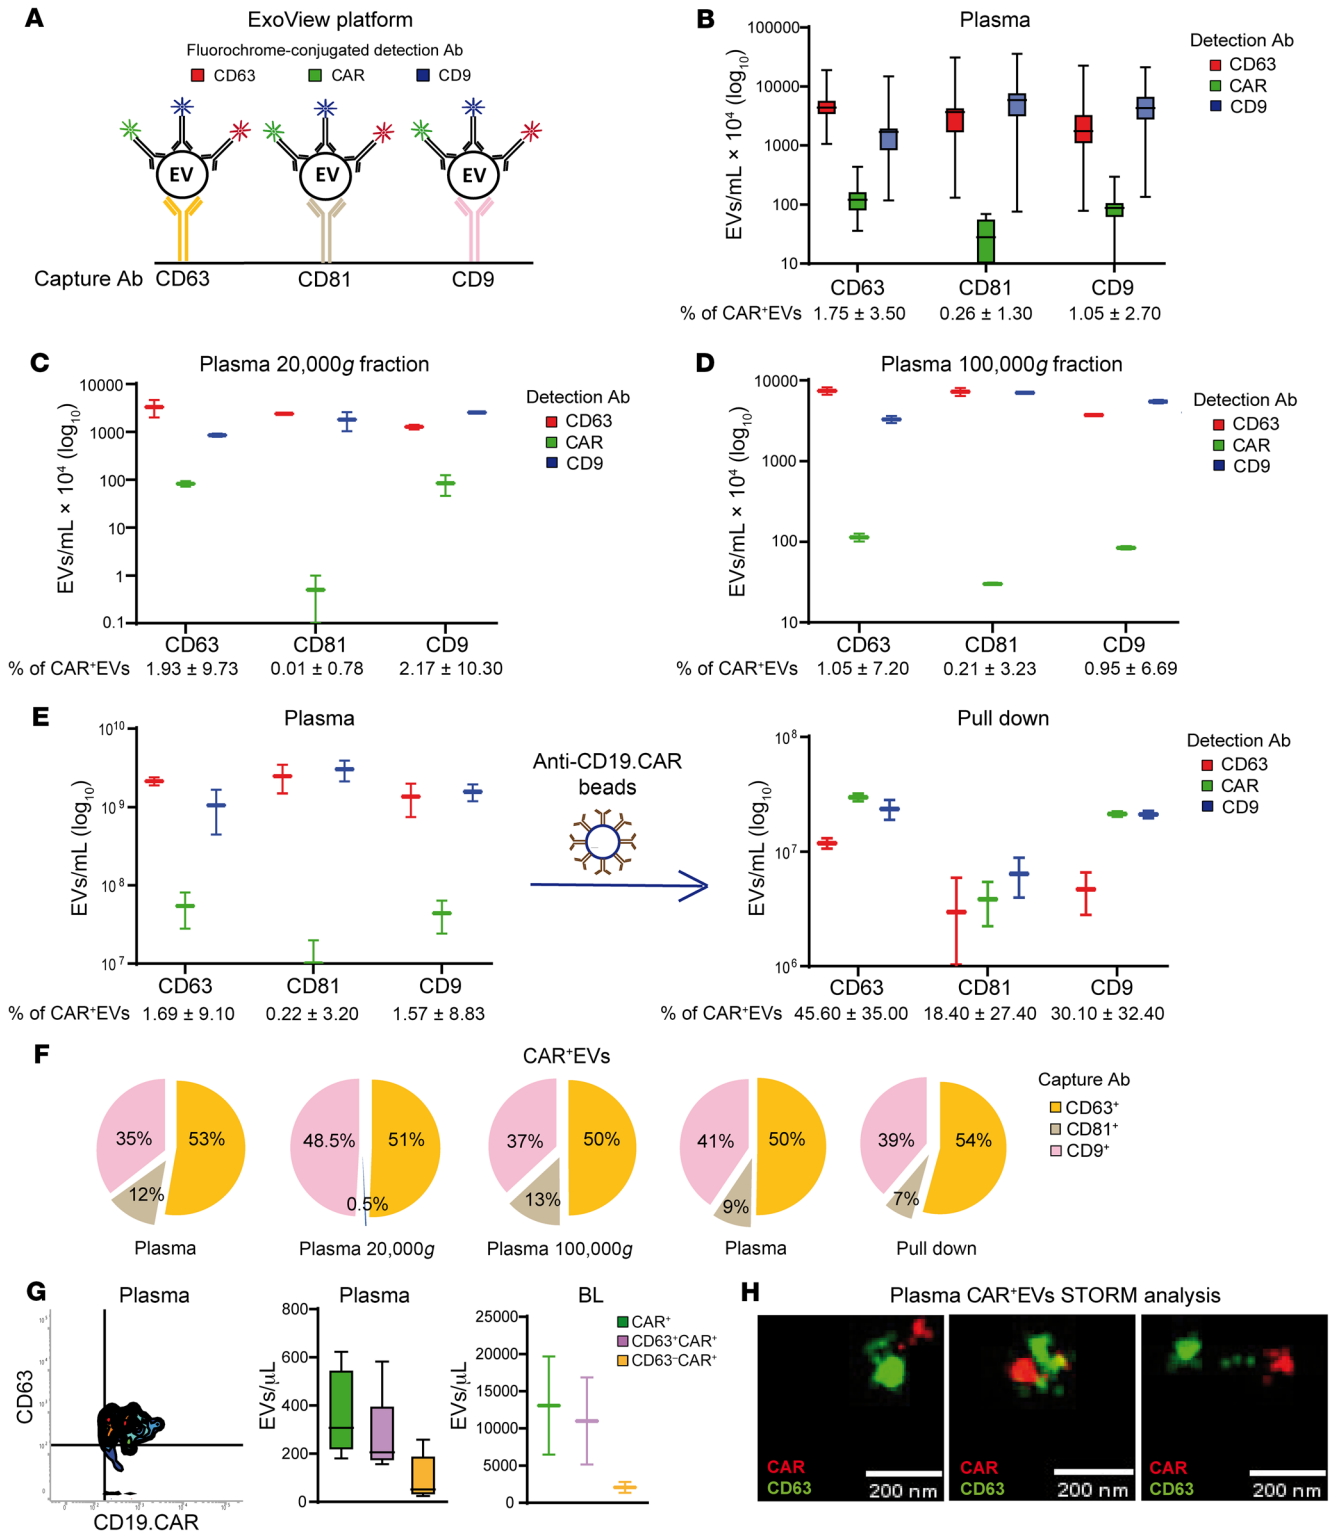 A
ExoView platform
Fluorochrome-conjugated detection Ab
CD63 CAR CD9
EV EV EV
Capture Ab CD63 CD81 CD9
B
Plasma
EVs/mL × 10⁴ (log₁₀)
100000
10000
1000
100
10
CD63 CD81 CD9
% of CAR⁺EVs 1.75 ± 3.50 0.26 ± 1.30 1.05 ± 2.70
Detection Ab
CD63
CAR
CD9
C
Plasma 20,000g fraction
EVs/mL × 10⁴ (log₁₀)
10000
1000
100
10
1
0.1
CD63 CD81 CD9
% of CAR⁺EVs 1.93 ± 9.73 0.01 ± 0.78 2.17 ± 10.30
Detection Ab
CD63
CAR
CD9
D
Plasma 100,000g fraction
EVs/mL × 10⁴ (log₁₀)
10000
1000
100
10
CD63 CD81 CD9
% of CAR⁺EVs 1.05 ± 7.20 0.21 ± 3.23 0.95 ± 6.69
Detection Ab
CD63
CAR
CD9
E
Plasma
EVs/mL (log₁₀)
10¹⁰
10⁹
10⁸
10⁷
CD63 CD81 CD9
% of CAR⁺EVs 1.69 ± 9.10 0.22 ± 3.20 1.57 ± 8.83
Anti-CD19.CAR
beads
Pull down
EVs/mL (log₁₀)
10⁸
10⁷
10⁶
CD63 CD81 CD9
% of CAR⁺EVs 45.60 ± 35.00 18.40 ± 27.40 30.10 ± 32.40
Detection Ab
CD63
CAR
CD9
F
CAR⁺EVs
35% 53% 12%
Plasma
48.5% 51% 0.5%
Plasma 20,000g
37% 50% 13%
Plasma 100,000g
41% 50% 9%
Plasma
39% 54% 7%
Pull down
Capture Ab
CD63⁺
CD81⁺
CD9⁺
G
Plasma
CD63
CD19.CAR
Plasma
EVs/μL
800
600
400
200
0
BL
EVs/μL
25000
20000
15000
10000
5000
0
CAR⁺
CD63⁺CAR⁺
CD63⁻CAR⁺
H
Plasma CAR⁺EVs STORM analysis
CAR
CD63
200 nm
CAR
CD63
200 nm
CAR
CD63
200 nm